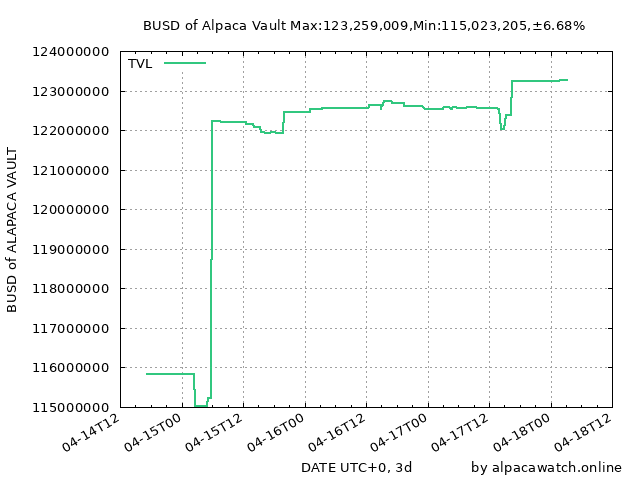 BUSD of Alpaca Vault Max:123,259,009,Min:115,023,205,±6.68%
124000000
123000000
122000000
121000000
120000000
119000000
118000000
117000000
116000000
115000000
BUSD of ALAPACA VAULT
TVL
04-14T12
04-15T00
04-15T12
04-16T00
04-16T12
04-17T00
04-17T12
04-18T00
04-18T12
DATE UTC+0, 3d
by alpacawatch.online